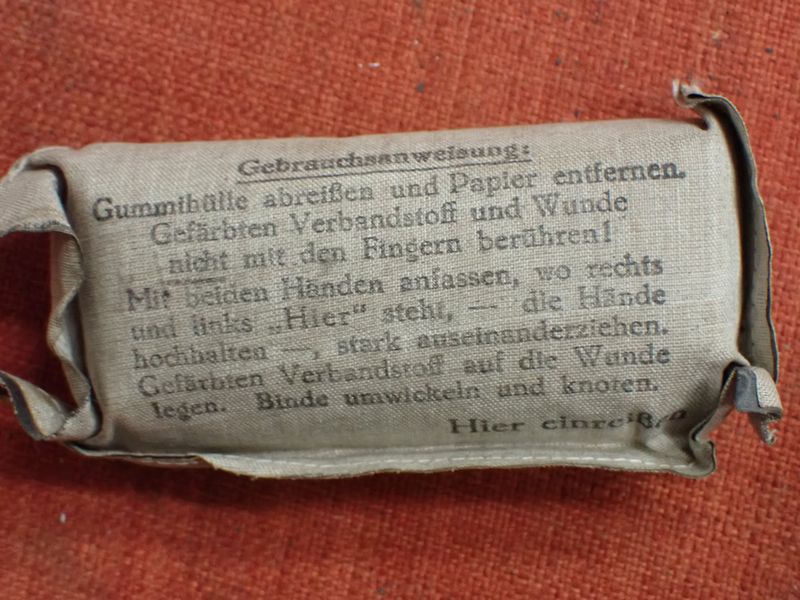 Gebrauchsanweisung:
Gummihülle abreißen und Papier entfernen.
Gefärbten Verbandstoff und Wunde
nicht mit den Fingern berühren!
Mit beiden Händen anfassen, wo rechts
und links „Hier“ steht, — die Hände
hochhalten —, stark auseinanderziehen.
Gefärbten Verbandstoff auf die Wunde
legen. Binde umwickeln und knoten.
Hier einreißen